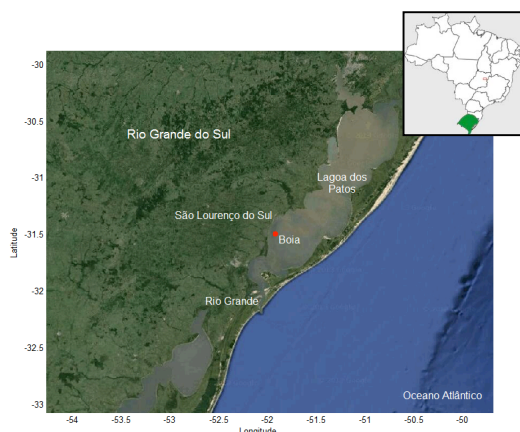 -30
-30.5
-31
-31.5
-32
-32.5
-33
Latitude
Rio Grande do Sul
Lagoa dos
Patos
São Lourenço do Sul
Boia
Rio Grande
Oceano Atlântico
-54
-53.5
-53
-52.5
-52
-51.5
-51
-50.5
-50
Longitude